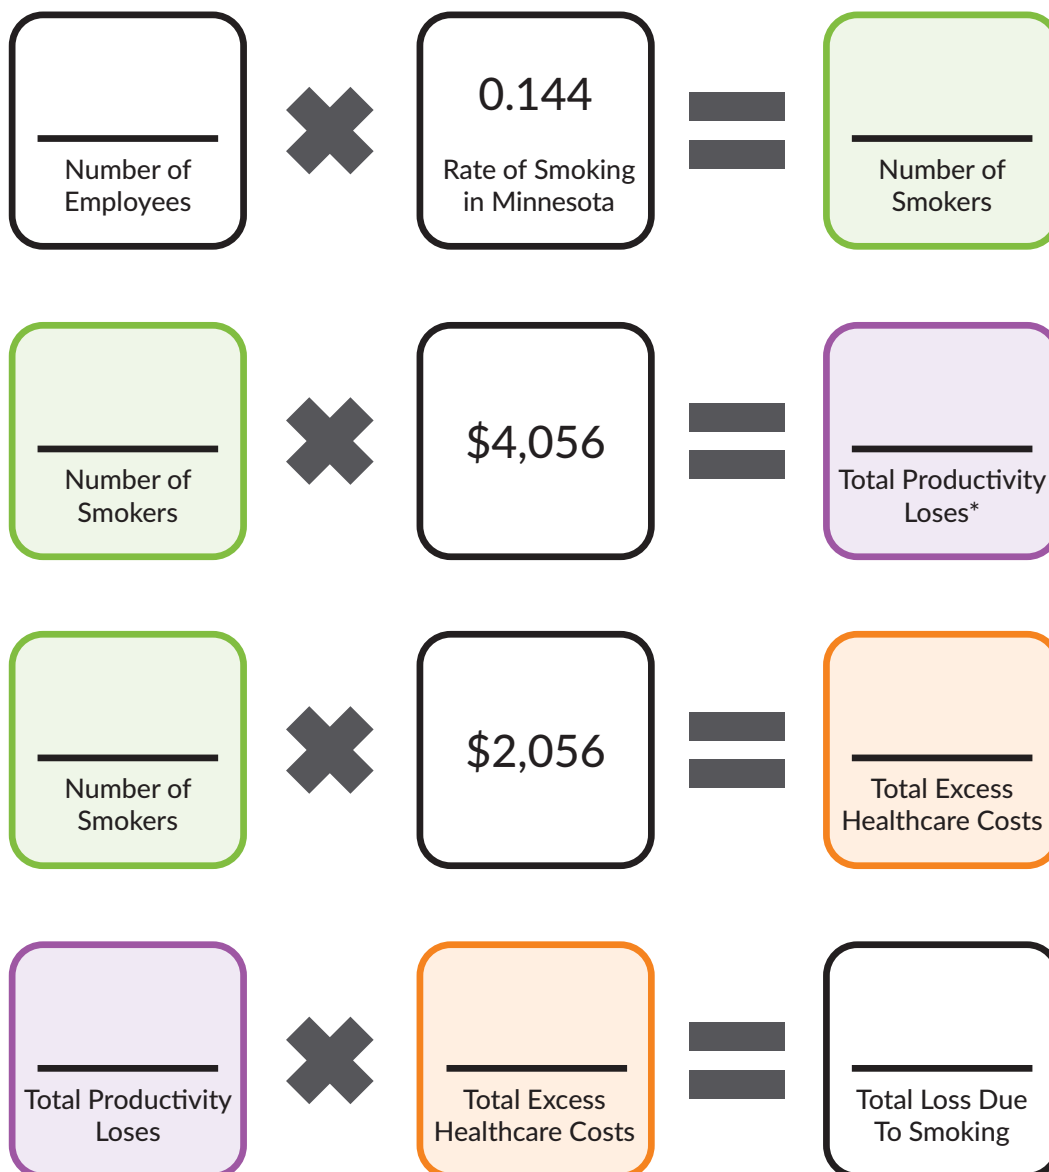 0.144
Number of
Employees
Rate of Smoking
in Minnesota
Number of
Smokers
Number of
Smokers
$4,056
Total Productivity
Loses*
Number of
Smokers
$2,056
Total Excess
Healthcare Costs
Total Productivity
Loses
Total Excess
Healthcare Costs
Total Loss Due
To Smoking